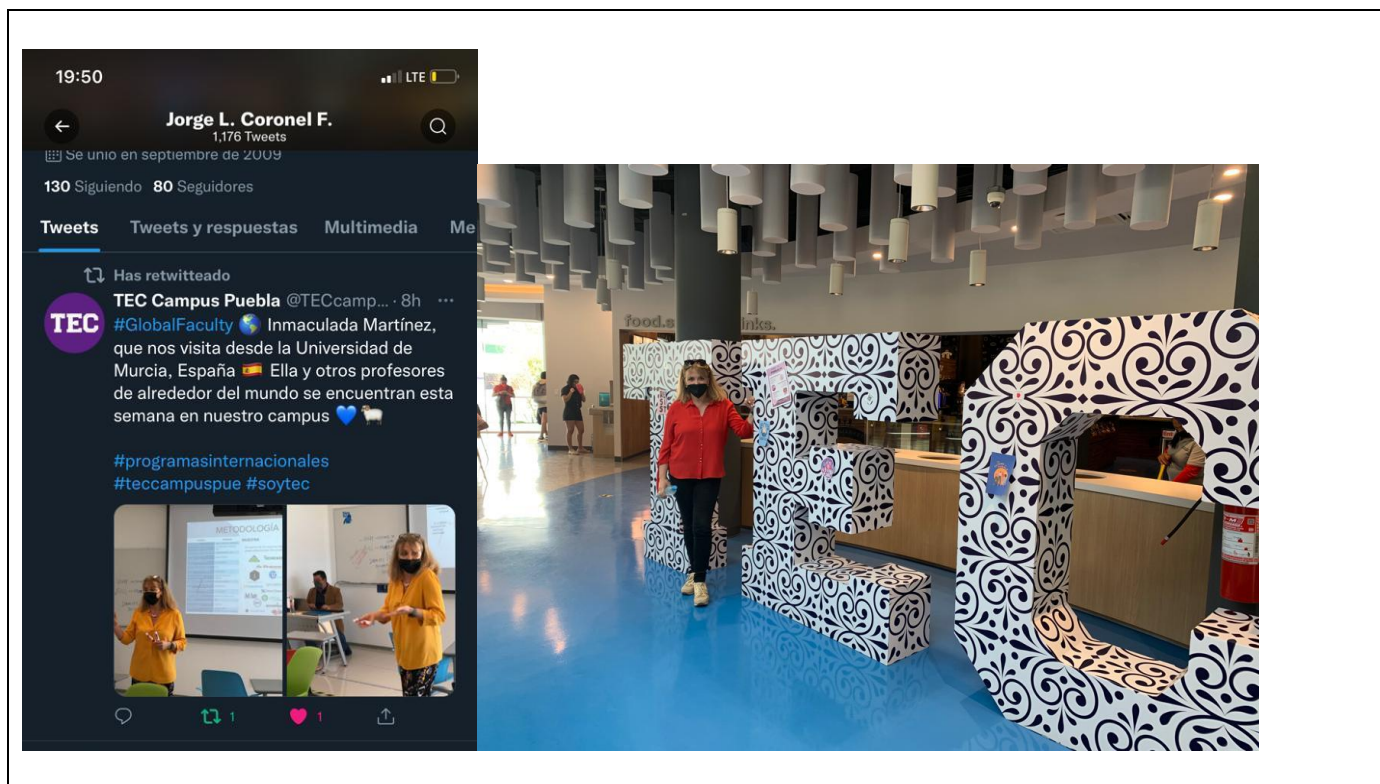 19:50
LTE
Jorge L. Coronel F.
1,176 Tweets
Se unió en septiembre de 2009
130 Siguiendo 80 Seguidores
Tweets Tweets y respuestas Multimedia Me
Has retwitteado
TEC
TEC Campus Puebla @TECcamp... · 8h
#GlobalFaculty 🌎 Inmaculada Martínez,
que nos visita desde la Universidad de
Murcia, España 🇪🇸 Ella y otros profesores
de alrededor del mundo se encuentran esta
semana en nuestro campus 💙 🐏
#programasinternacionales
#teccampuspue #soytec
METODOLOGÍA
1
1
food.s inks.
TEC